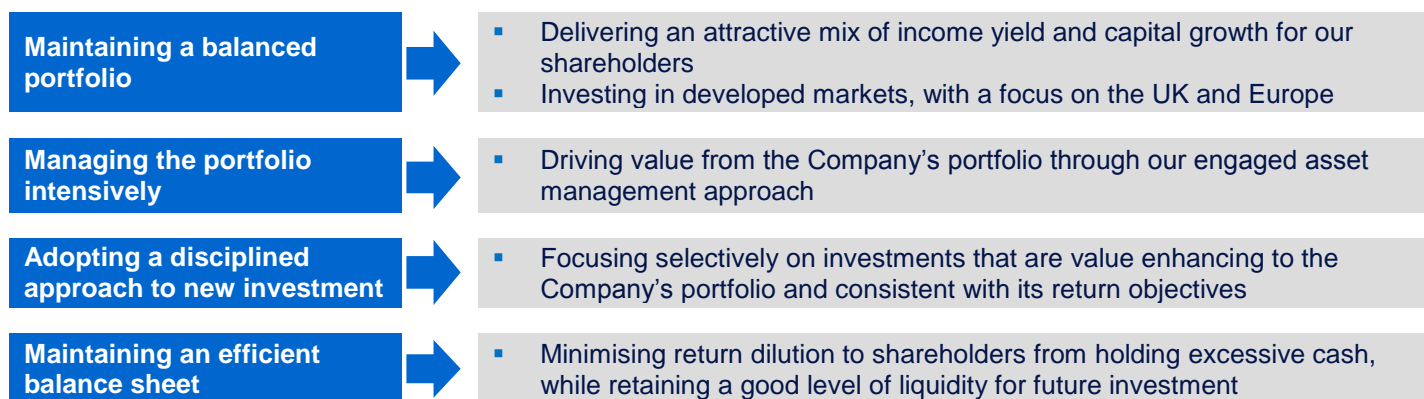 Maintaining a balanced
portfolio
▪ Delivering an attractive mix of income yield and capital growth for our
shareholders
▪ Investing in developed markets, with a focus on the UK and Europe
Managing the portfolio
intensively
▪ Driving value from the Company's portfolio through our engaged asset
management approach
Adopting a disciplined
approach to new investment
▪ Focusing selectively on investments that are value enhancing to the
Company's portfolio and consistent with its return objectives
Maintaining an efficient
balance sheet
▪ Minimising return dilution to shareholders from holding excessive cash,
while retaining a good level of liquidity for future investment